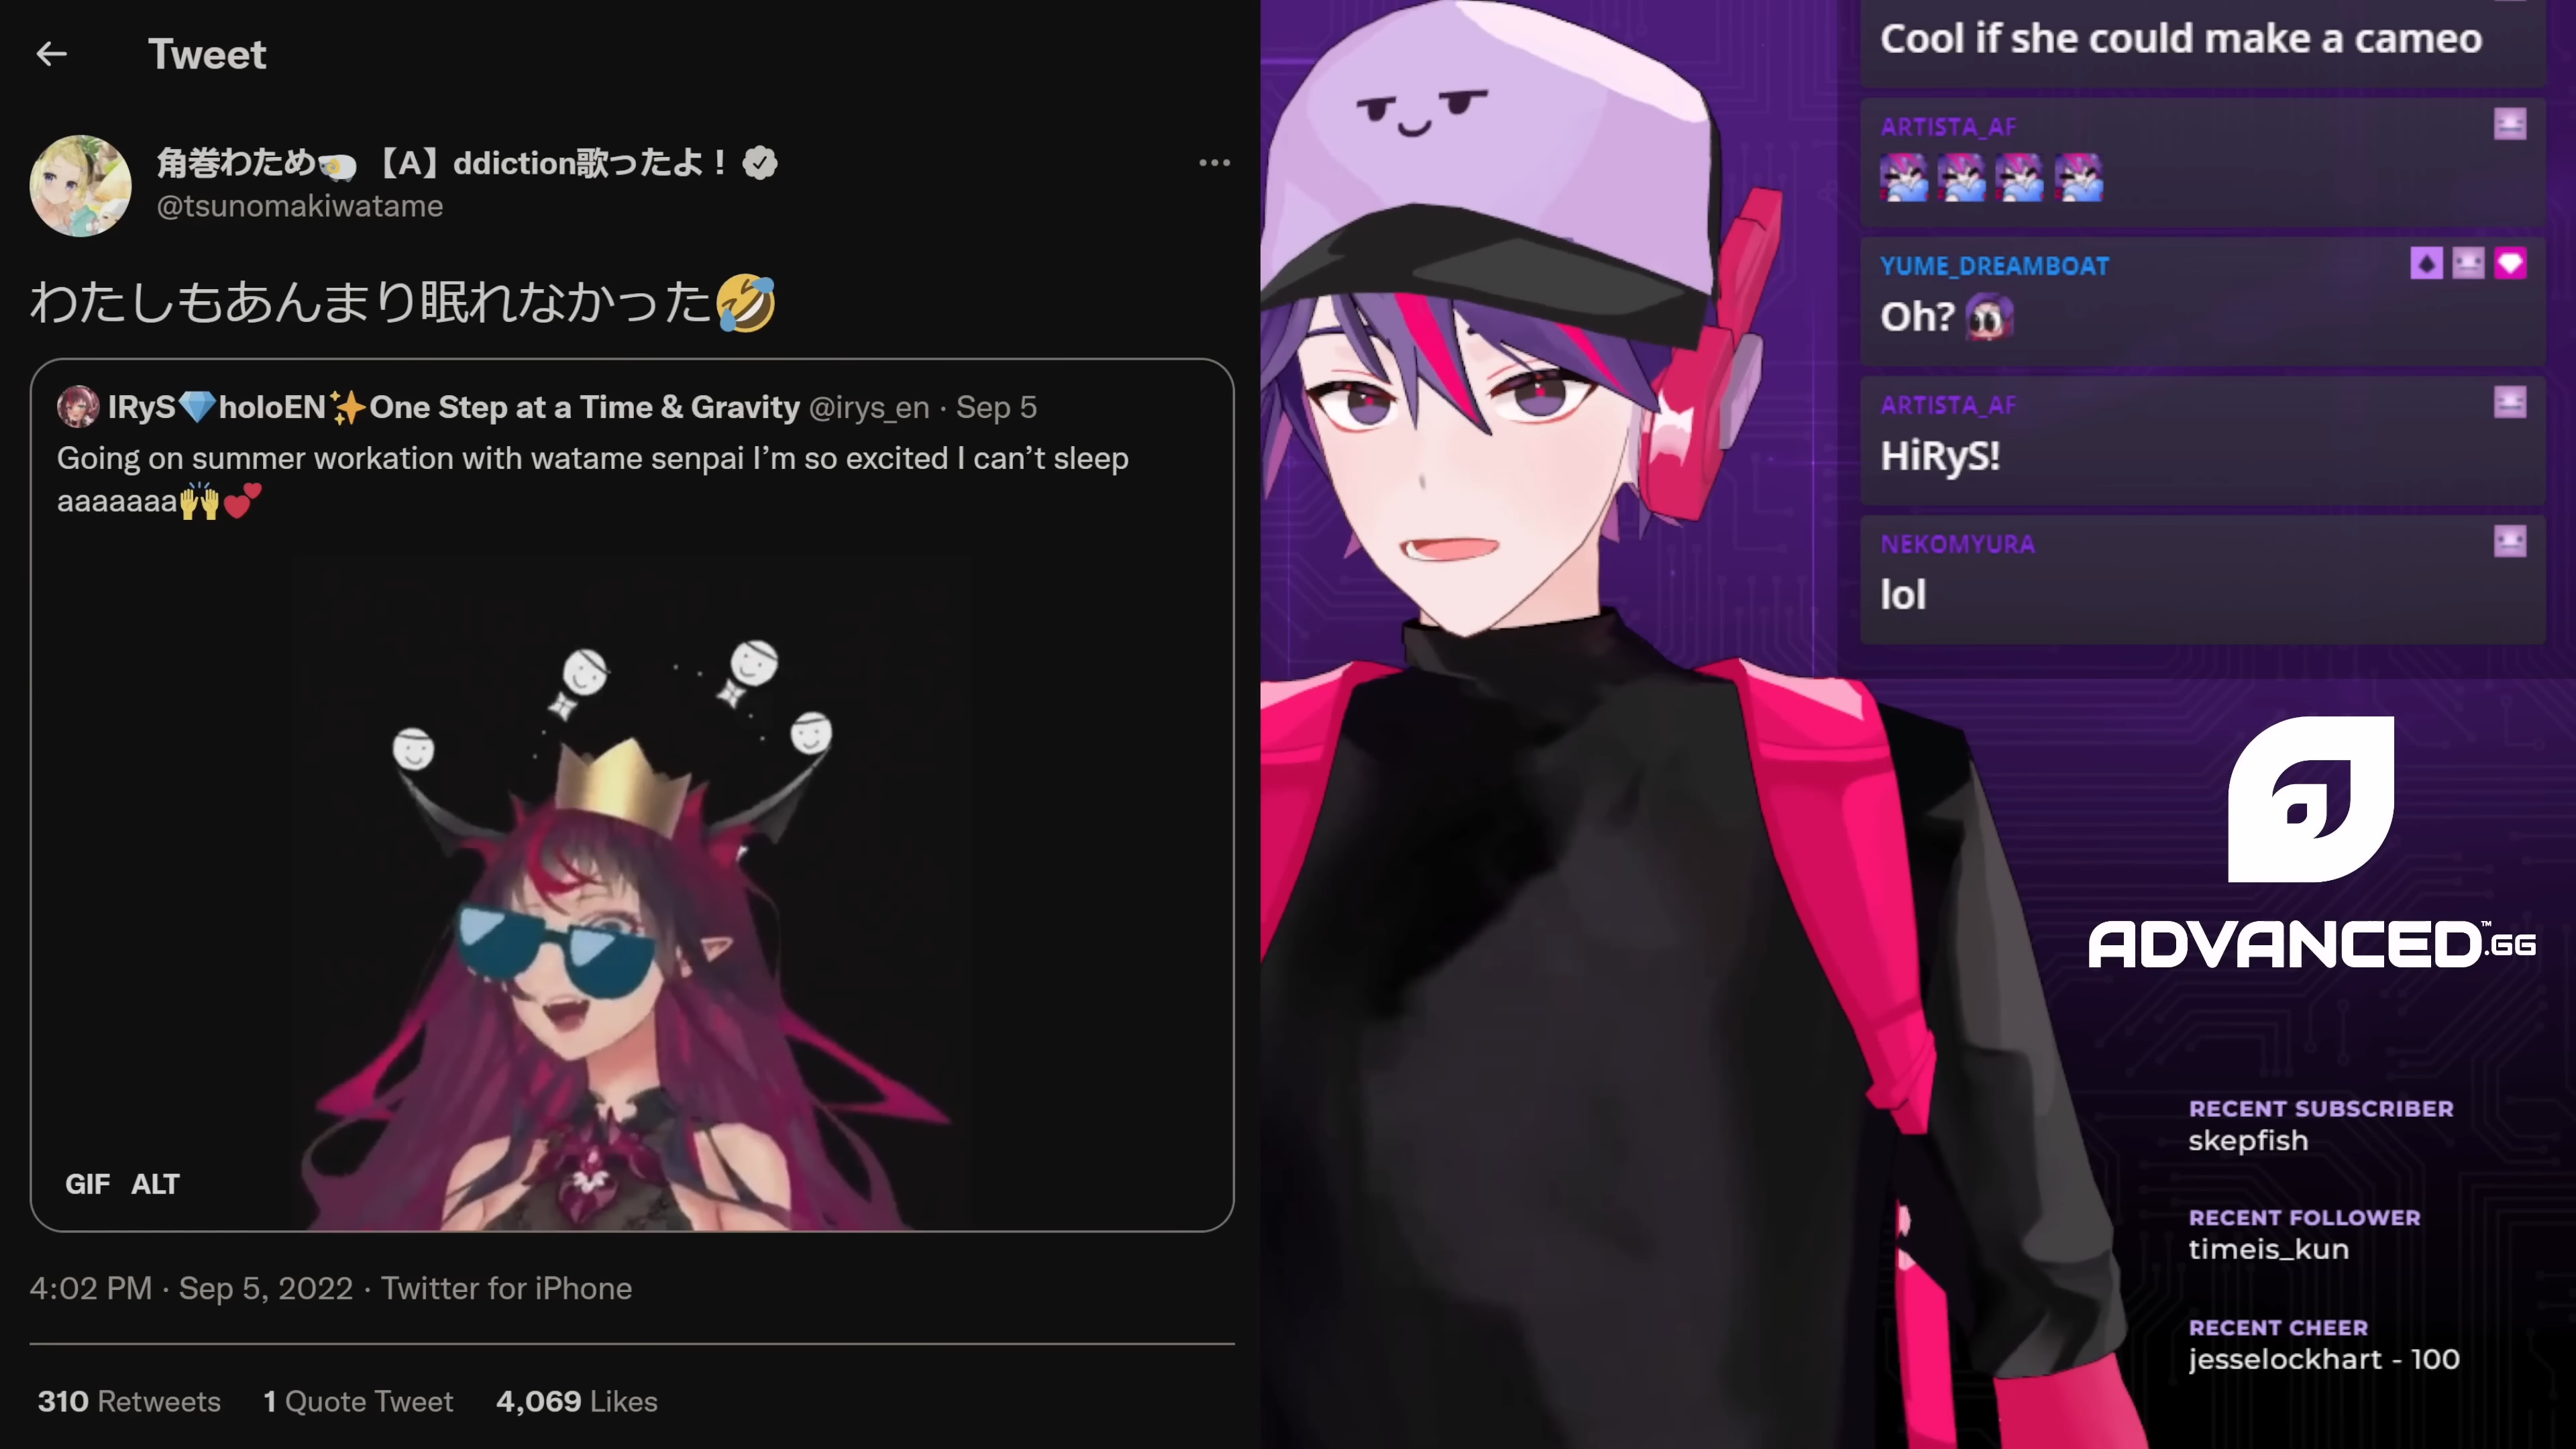 Tweet
角巻わため🐏 【A】ddiction歌ったよ！
@tsunomakiwatame
わたしもあんまり眠れなかった🤣
IRyS💎holoEN✨One Step at a Time & Gravity @irys_en · Sep 5
Going on summer workation with watame senpai I’m so excited I can’t sleep
aaaaaaa🙌💕
GIF ALT
4:02 PM · Sep 5, 2022 · Twitter for iPhone
310 Retweets 1 Quote Tweet 4,069 Likes
Cool if she could make a cameo
ARTISTA_AF
YUME_DREAMBOAT
Oh?
ARTISTA_AF
HiRyS!
NEKOMYURA
lol
ADVANCED.GG™
RECENT SUBSCRIBER
skepfish
RECENT FOLLOWER
timeis_kun
RECENT CHEER
jesselockhart - 100